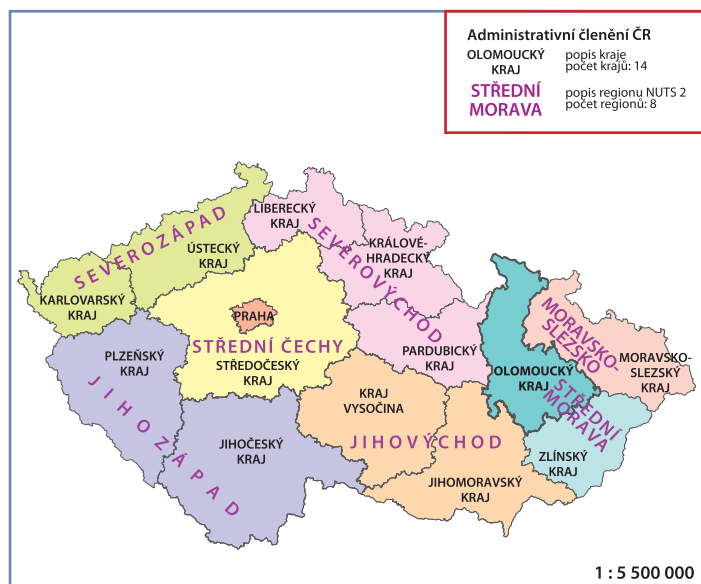 Administrativní členění ČR
OLOMOUCKÝ
KRAJ
popis kraje
počet krajů: 14
STŘEDNÍ
MORAVA
popis regionu NUTS 2
počet regionů: 8
SEVEROZÁPAD
LIBERECKÝ
KRAJ
SEVEROVÝCHOD
KRÁLOVÉ-
HRADECKÝ
KRAJ
ÚSTECKÝ
KRAJ
KARLOVARSKÝ
KRAJ
PRAHA
STŘEDNÍ ČECHY
STŘEDOČESKÝ
KRAJ
PLZEŇSKÝ
KRAJ
PARDUBICKÝ
KRAJ
MORAVSKO-
SLEZSKO
MORAVSKO-
SLEZSKÝ
KRAJ
OLOMOUCKÝ
KRAJ
STŘEDNÍ
MORAVA
JIHOZÁPAD
KRAJ
VYSOČINA
JIHOČESKÝ
KRAJ
JIHOVÝCHOD
ZLÍNSKÝ
KRAJ
JIHOMORAVSKÝ
KRAJ
1 : 5 500 000